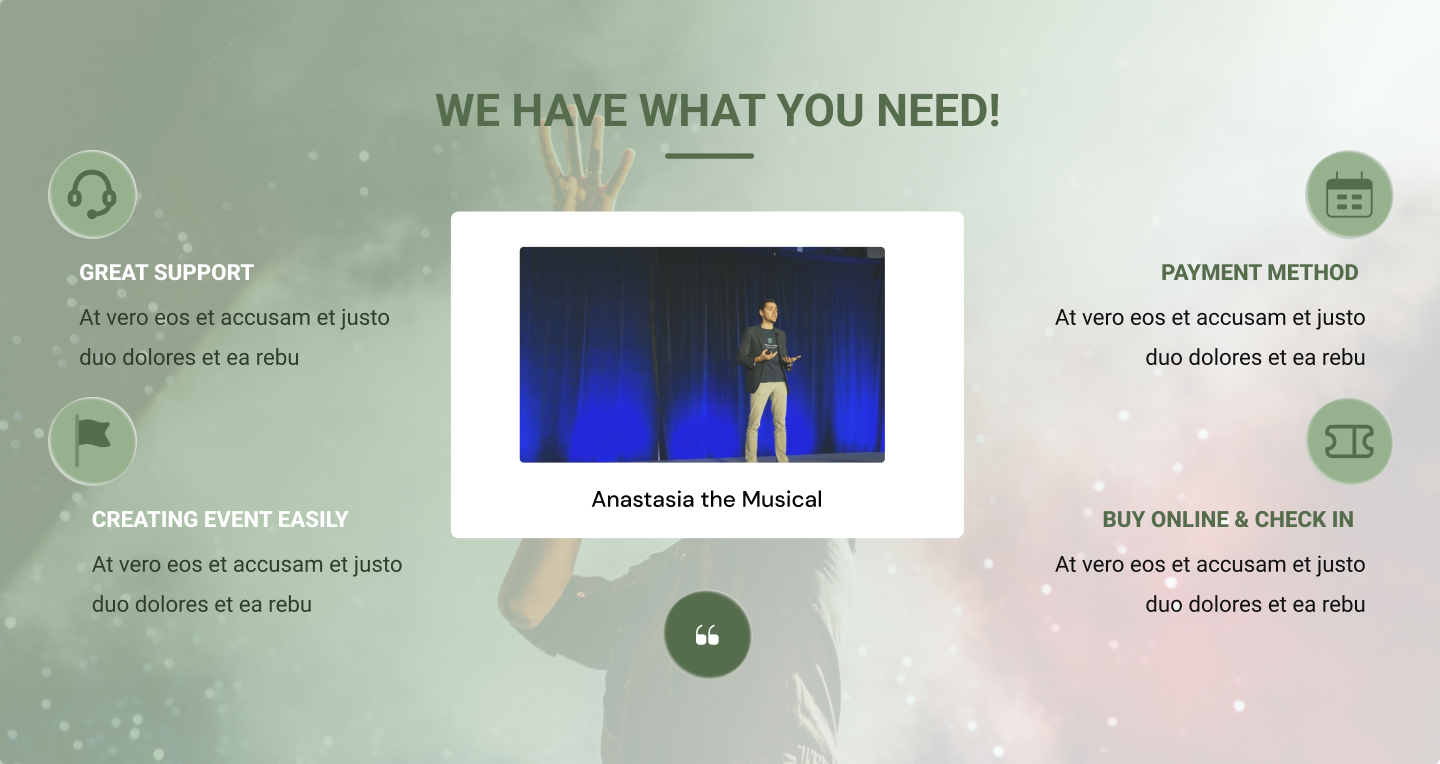 WE HAVE WHAT YOU NEED!
GREAT SUPPORT
At vero eos et accusam et justo
duo dolores et ea rebu
CREATING EVENT EASILY
At vero eos et accusam et justo
duo dolores et ea rebu
Anastasia the Musical
❝
PAYMENT METHOD
At vero eos et accusam et justo
duo dolores et ea rebu
BUY ONLINE & CHECK IN
At vero eos et accusam et justo
duo dolores et ea rebu